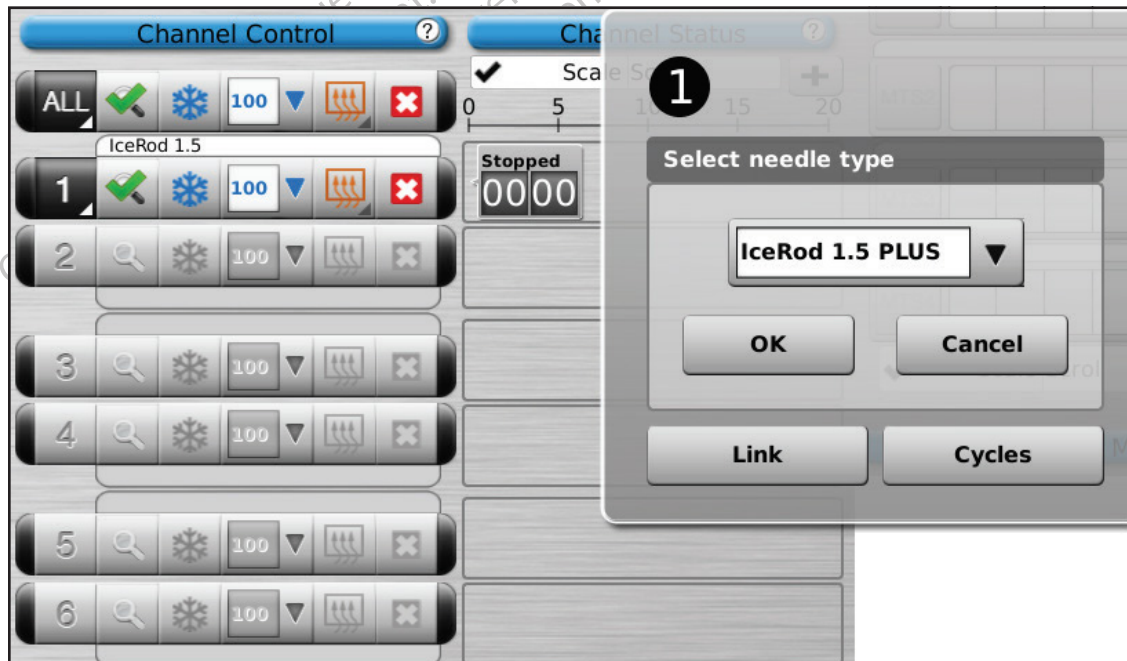 Channel Control ?
Channel Status ?
Scale Sc
ALL 100
0 5 10 15 20
1
Select needle type
IceRod 1.5 PLUS
OK Cancel
Link Cycles
IceRod 1.5
1 100
Stopped
00 00
2 100
3 100
4 100
5 100
6 100